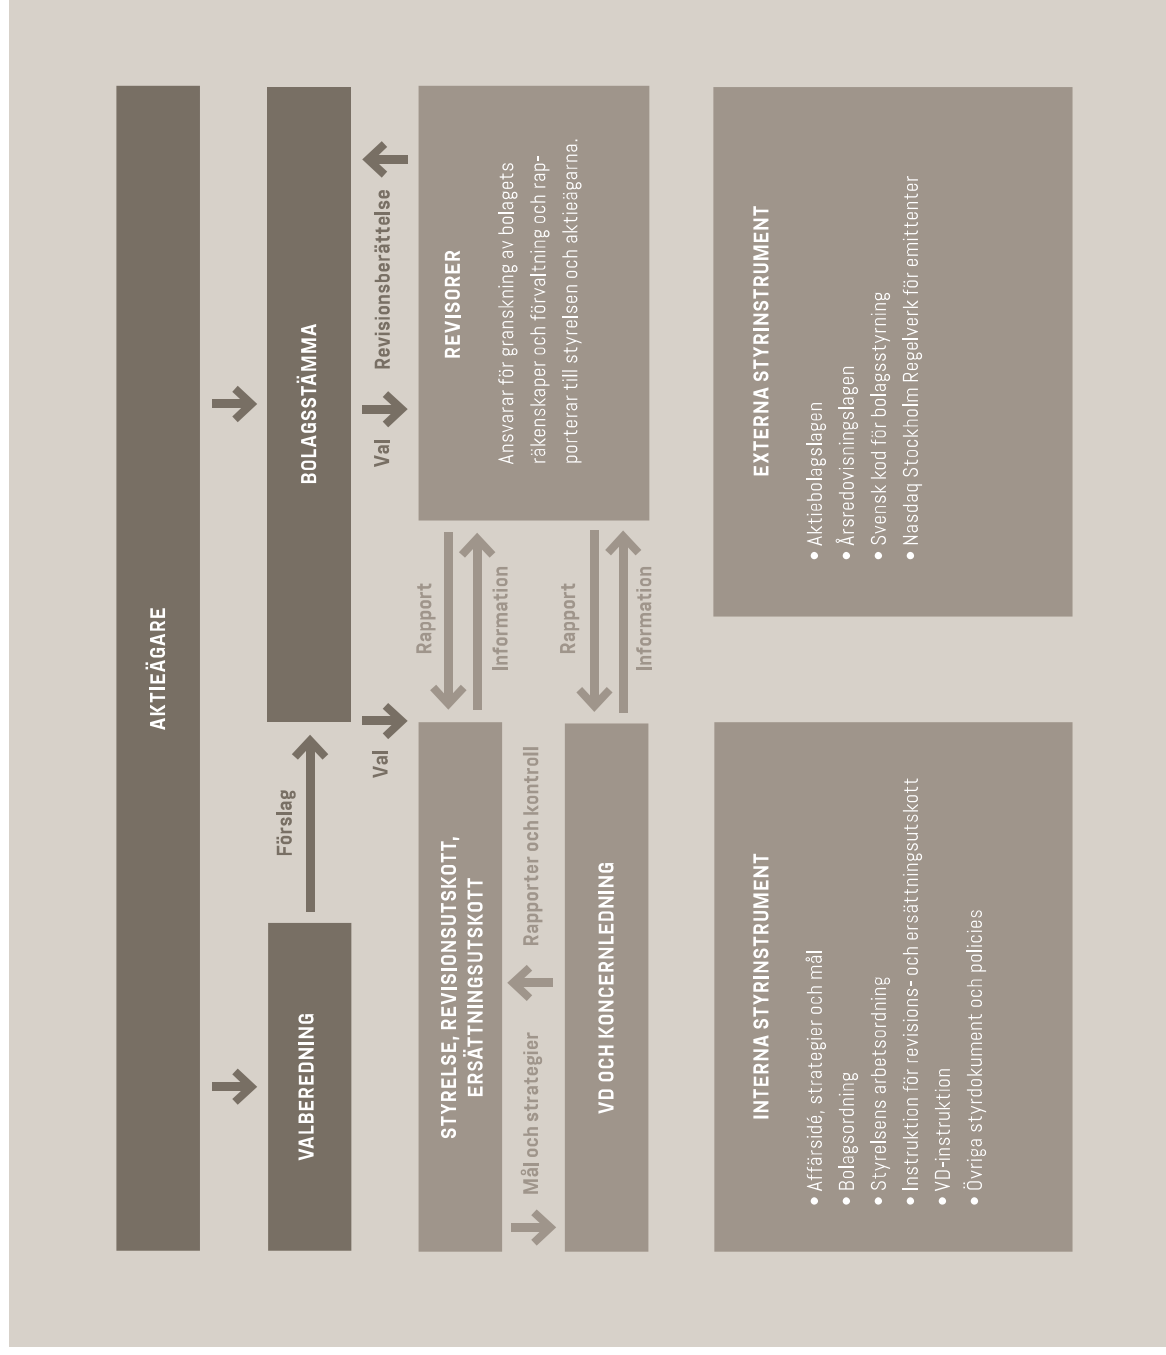 AKTIEÄGARE
VALBEREDNING
Förslag
BOLAGSSTÄMMA
Val
Val
Revisionsberättelse
STYRELSE, REVISIONSUTSKOTT,
ERSÄTTNINGSUTSKOTT
Rapport
Information
REVISORER
Ansvarar för granskning av bolagets
räkenskaper och förvaltning och rap-
porterar till styrelsen och aktieägarna.
Mål och strategier
Rapporter och kontroll
VD OCH KONCERNLEDNING
Rapport
Information
INTERNA STYRINSTRUMENT
• Affärsidé, strategier och mål
• Bolagsordning
• Styrelsens arbetsordning
• Instruktion för revisions- och ersättningsutskott
• VD-instruktion
• Övriga styrdokument och policies
EXTERNA STYRINSTRUMENT
• Aktiebolagslagen
• Årsredovisningslagen
• Svensk kod för bolagsstyrning
• Nasdaq Stockholm Regelverk för emittenter